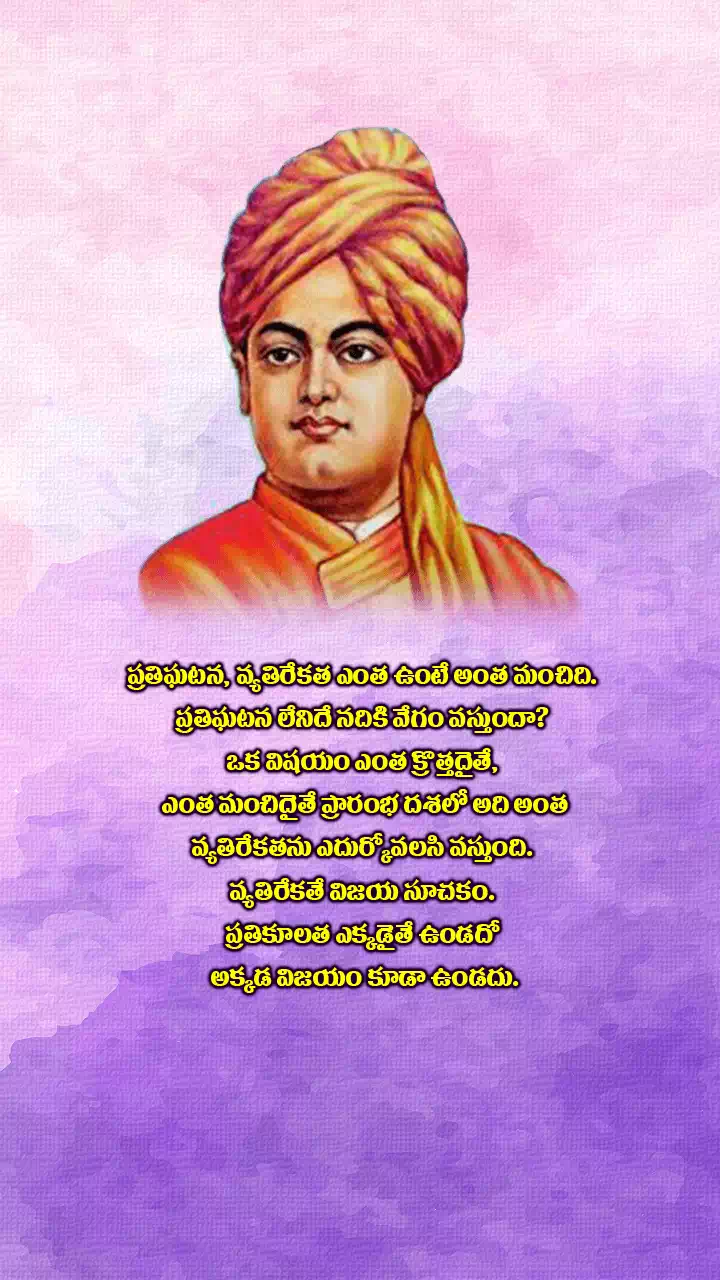 ప్రతిఘటన, వ్యతిరేకత ఎంత ఉంటే అంత మంచిది.
ప్రతిఘటన లేనిదే నదికి వేగం వస్తుందా?
ఒక విషయం ఎంత క్రొత్తదైతే,
ఎంత మంచిదైతే ప్రారంభ దశలో అది అంత
వ్యతిరేకతను ఎదుర్కోవలసి వస్తుంది.
వ్యతిరేకతే విజయ సూచకం.
ప్రతికూలత ఎక్కడైతే ఉండదో
అక్కడ విజయం కూడా ఉండదు.